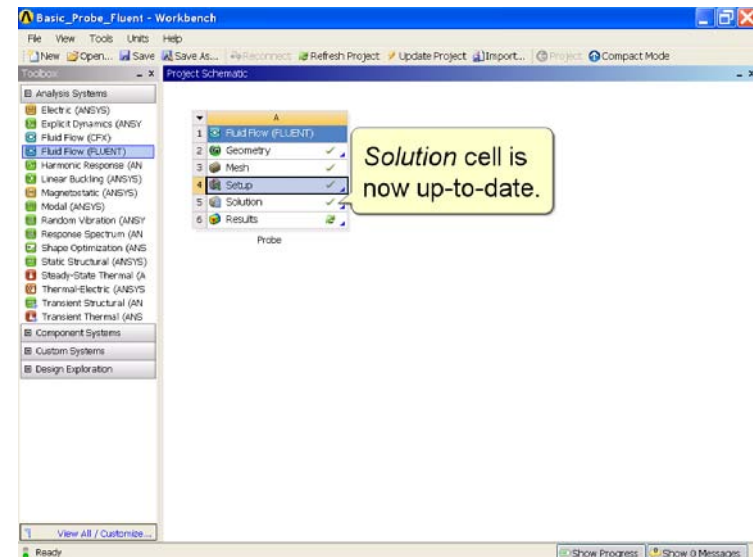 Basic_Probe_Fluent - Workbench
File View Tools Units Help
New Open... Save Save As... Reconnect Refresh Project Update Project Import... Project Compact Mode
Toolbox
Project Schematic
Analysis Systems
Electric (ANSYS)
Explicit Dynamics (ANSY
Fluid Flow (CFX)
Fluid Flow (FLUENT)
Harmonic Response (AN
Linear Buckling (ANSYS)
Magnetostatic (ANSYS)
Modal (ANSYS)
Random Vibration (ANSY
Response Spectrum (AN
Shape Optimization (ANS
Static Structural (ANSYS)
Steady-State Thermal (A
Thermal-Electric (ANSYS
Transient Structural (AN
Transient Thermal (ANS
Component Systems
Custom Systems
Design Exploration
View All / Customize...
A
1 Fluid Flow (FLUENT)
2 Geometry
3 Mesh
4 Setup
5 Solution
6 Results
Probe
Solution cell is
now up-to-date.
Ready
Show Progress Show 0 Messages